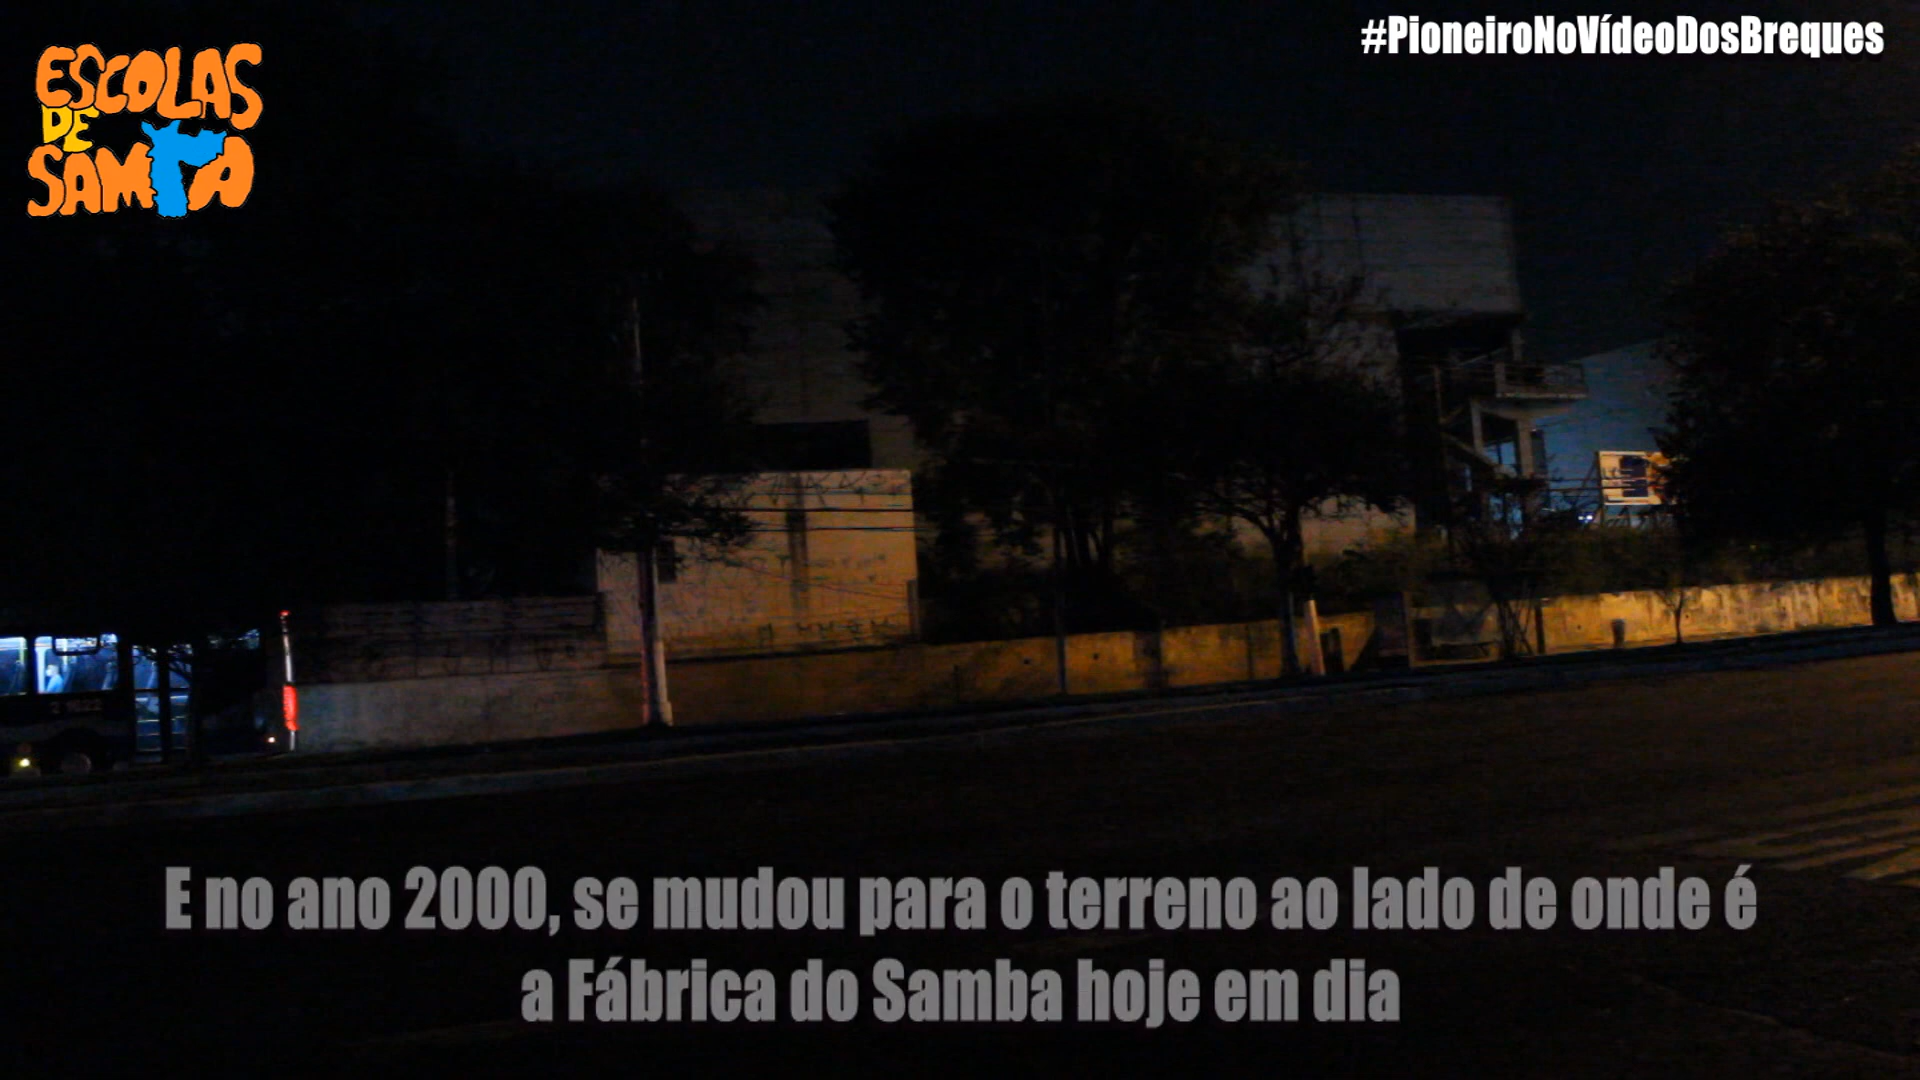 #PioneiroNoVídeoDosBreques
ESCOLAS
DE
SAMPA
E no ano 2000, se mudou para o terreno ao lado de onde é
a Fábrica do Samba hoje em dia